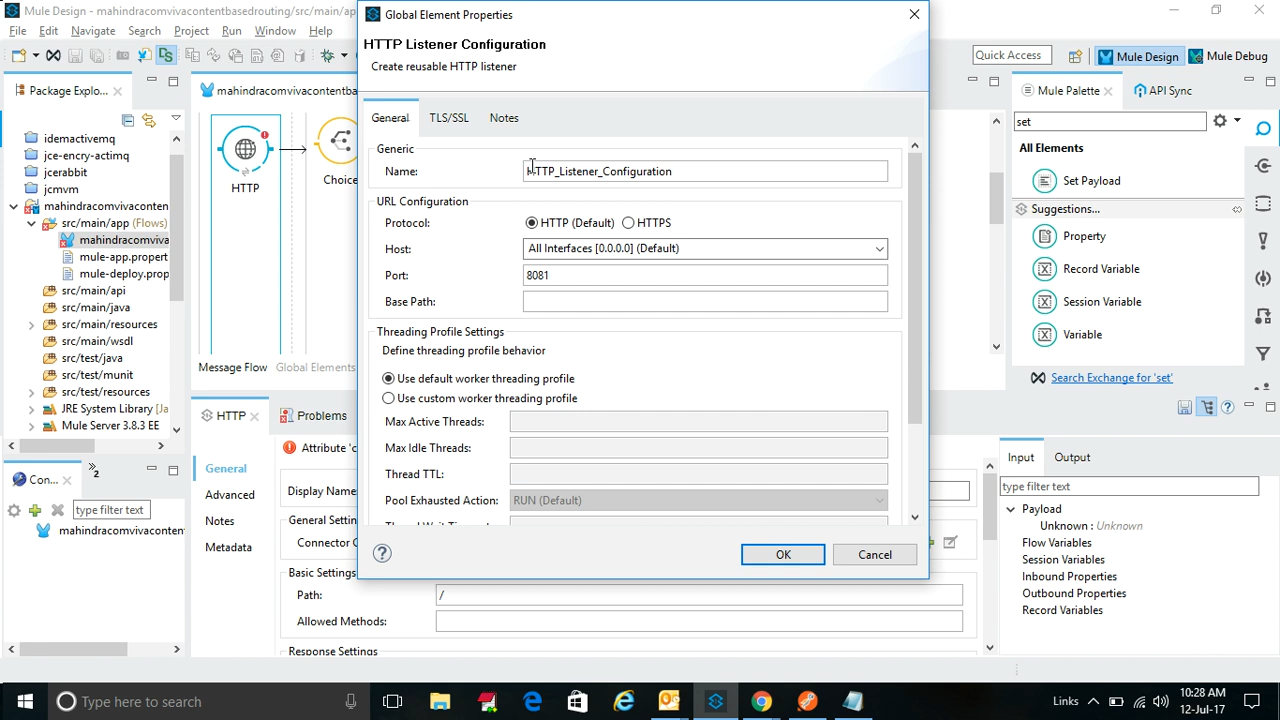 Mule Design - mahindracomvivacontentbasedrouting/src/main/ap
Global Element Properties
File Edit Navigate Search Project Run Window Help
HTTP Listener Configuration
Create reusable HTTP listener
Quick Access
Mule Design
Mule Debug
Package Explo...
mahindracomvivacontentba
Mule Palette
API Sync
General
TLS/SSL
Notes
set
idemactivemq
jce-encry-actimq
jcerabbit
jcmvm
mahindracomvivaconten
src/main/app (Flows)
mahindracomviva
mule-app.propert
mule-deploy.prop
src/main/api
src/main/java
src/main/resources
src/main/wsdl
src/test/java
src/test/munit
src/test/resources
JRE System Library [Ja
Mule Server 3.8.3 EE
HTTP
Choice
Message Flow
Global Elements
Generic
Name:
HTTP_Listener_Configuration
URL Configuration
Protocol:
HTTP (Default)
HTTPS
Host:
All Interfaces [0.0.0.0] (Default)
Port:
8081
Base Path:
Threading Profile Settings
Define threading profile behavior
Use default worker threading profile
Use custom worker threading profile
Max Active Threads:
Max Idle Threads:
Thread TTL:
Pool Exhausted Action:
RUN (Default)
OK
Cancel
All Elements
Set Payload
Suggestions...
Property
Record Variable
Session Variable
Variable
Search Exchange for 'set'
HTTP
Problems
General
Advanced
Notes
Metadata
Attribute 'c
Display Name
General Settin
Connector C
Basic Settings
Path:
/
Allowed Methods:
Response Settings
Con...
2
type filter text
mahindracomvivaconten
Input
Output
type filter text
Payload
Unknown : Unknown
Flow Variables
Session Variables
Inbound Properties
Outbound Properties
Record Variables
Type here to search
Links
10:28 AM
12-Jul-17